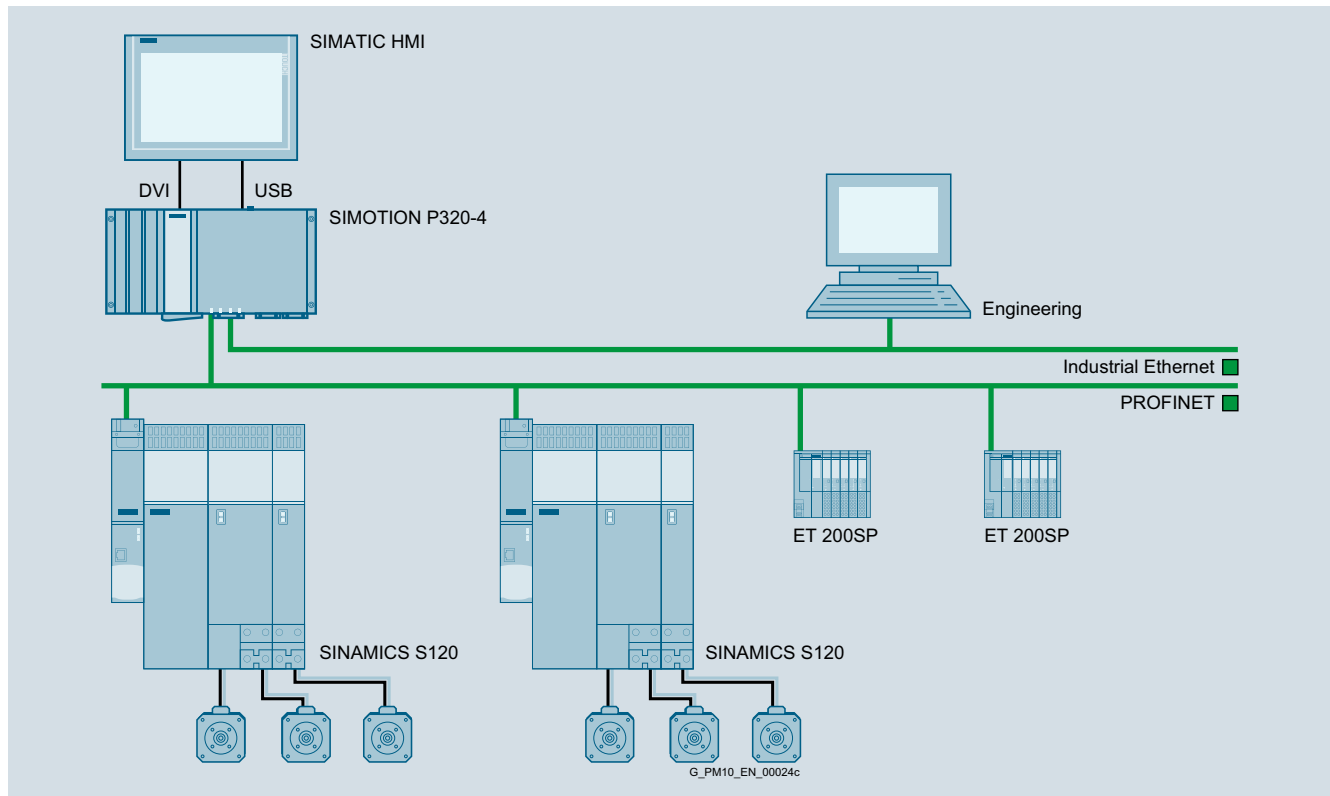 SIMATIC HMI
TOUCH
DVI
USB
SIMOTION P320-4
Engineering
Industrial Ethernet
PROFINET
ET 200SP
ET 200SP
SINAMICS S120
SINAMICS S120
G_PM10_EN_00024c